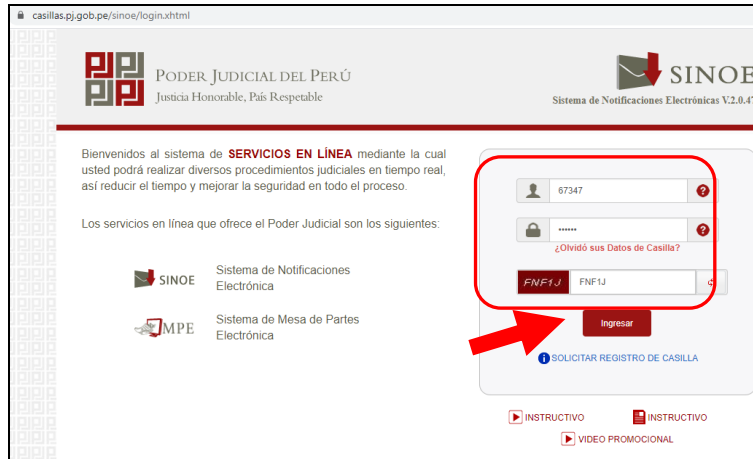 casillas.pj.gob.pe/sinoe/login.xhtml
PODER JUDICIAL DEL PERÚ
Justicia Honorable, País Respetable
SINOE
Sistema de Notificaciones Electrónicas V.2.0.47
Bienvenidos al sistema de SERVICIOS EN LÍNEA mediante la cual
usted podrá realizar diversos procedimientos judiciales en tiempo real,
así reducir el tiempo y mejorar la seguridad en todo el proceso.
Los servicios en línea que ofrece el Poder Judicial son los siguientes:
SINOE
Sistema de Notificaciones
Electrónica
MPE
Sistema de Mesa de Partes
Electrónica
67347
••••••
¿Olvidó sus Datos de Casilla?
FNF1J
FNF1J
Ingresar
SOLICITAR REGISTRO DE CASILLA
INSTRUCTIVO
INSTRUCTIVO
VIDEO PROMOCIONAL